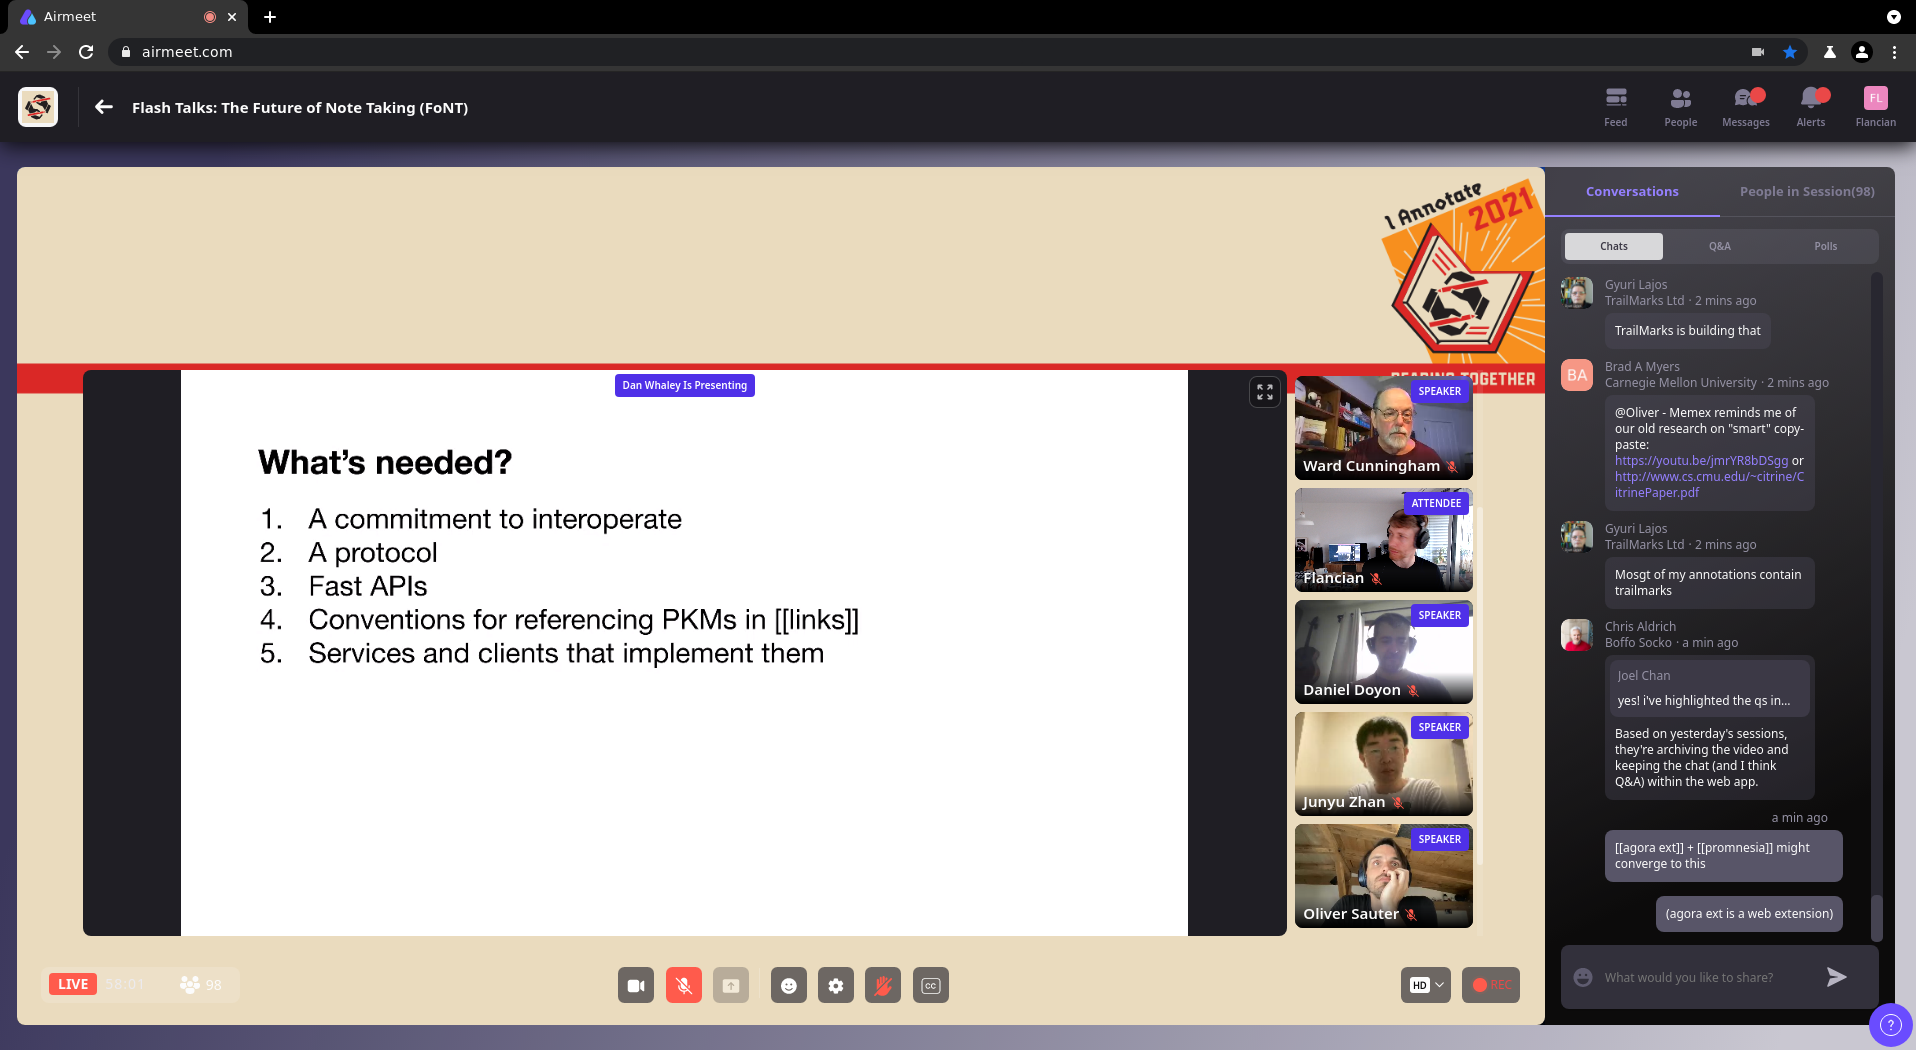 Airmeet
airmeet.com
Flash Talks: The Future of Note Taking (FoNT)
Feed
People
Messages
Alerts
FL
Flancian
I Annotate
2021
READING TOGETHER
Dan Whaley Is Presenting
What's needed?
1. A commitment to interoperate
2. A protocol
3. Fast APIs
4. Conventions for referencing PKMs in [[links]]
5. Services and clients that implement them
SPEAKER
Ward Cunningham
ATTENDEE
Flancian
SPEAKER
Daniel Doyon
SPEAKER
Junyu Zhan
SPEAKER
Oliver Sauter
LIVE
58:01
98
CC
HD
REC
Conversations
People in Session(98)
Chats
Q&A
Polls
Gyuri Lajos
TrailMarks Ltd · 2 mins ago
TrailMarks is building that
BA
Brad A Myers
Carnegie Mellon University · 2 mins ago
@Oliver - Memex reminds me of
our old research on "smart" copy-
paste:
https://youtu.be/jmrYR8bDSgg or
http://www.cs.cmu.edu/~citrine/C
itrinePaper.pdf
Gyuri Lajos
TrailMarks Ltd · 2 mins ago
Mosgt of my annotations contain
trailmarks
Chris Aldrich
Boffo Socko · a min ago
Joel Chan
yes! i've highlighted the qs in...
Based on yesterday's sessions,
they're archiving the video and
keeping the chat (and I think
Q&A) within the web app.
a min ago
[[agora ext]] + [[promnesia]] might
converge to this
(agora ext is a web extension)
What would you like to share?
?